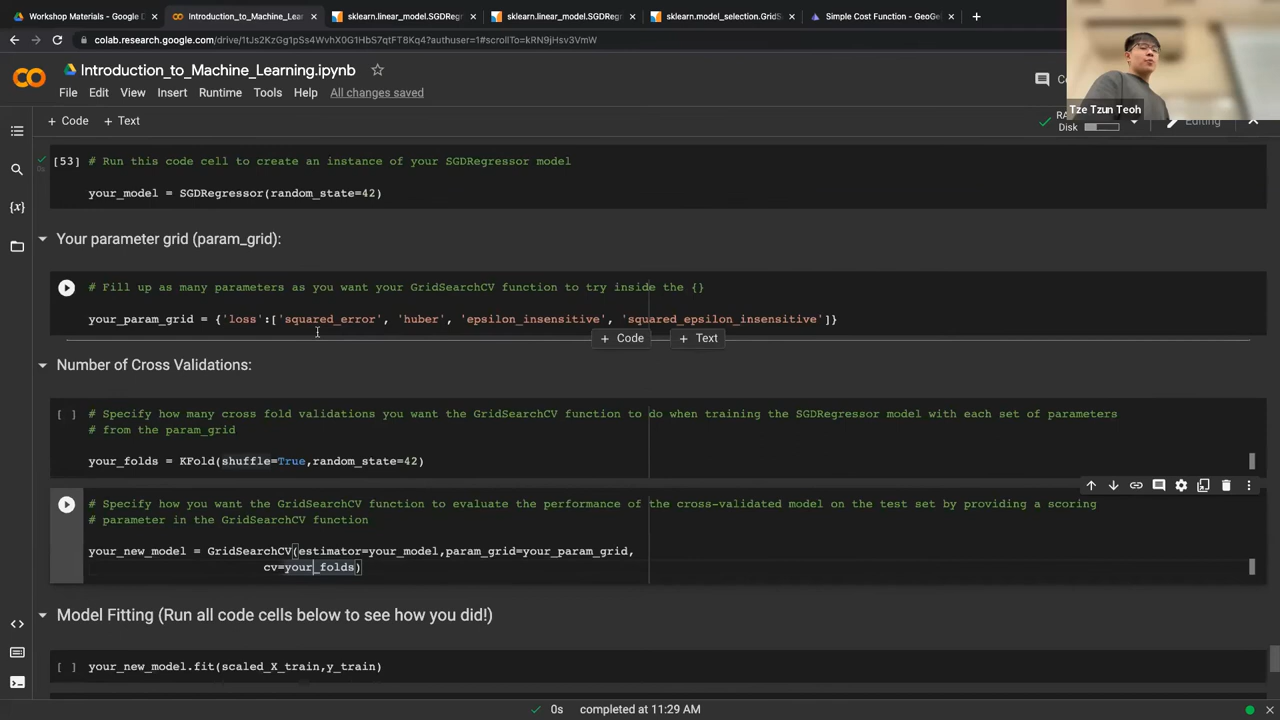 Workshop Materials - Google D
Introduction_to_Machine_Lear
sklearn.linear_model.SGDRegr
sklearn.linear_model.SGDRegr
sklearn.model_selection.GridS
Simple Cost Function - GeoGe
colab.research.google.com/drive/1tJs2KzGg1pSs4WvhX0G1HbS7qtFT8Kq4?authuser=1#scrollTo=kRN9jHsv3VmW
Introduction_to_Machine_Learning.ipynb
File Edit View Insert Runtime Tools Help All changes saved
Tze Tzun Teoh
+ Code + Text
Disk
Editing
[53] # Run this code cell to create an instance of your SGDRegressor model
your_model = SGDRegressor(random_state=42)
Your parameter grid (param_grid):
# Fill up as many parameters as you want your GridSearchCV function to try inside the {}
your_param_grid = {'loss':['squared_error', 'huber', 'epsilon_insensitive', 'squared_epsilon_insensitive']}
+ Code + Text
Number of Cross Validations:
[ ] # Specify how many cross fold validations you want the GridSearchCV function to do when training the SGDRegressor model with each set of parameters
# from the param_grid
your_folds = KFold(shuffle=True,random_state=42)
# Specify how you want the GridSearchCV function to evaluate the performance of the cross-validated model on the test set by providing a scoring
# parameter in the GridSearchCV function
your_new_model = GridSearchCV(estimator=your_model,param_grid=your_param_grid,
cv=your_folds)
Model Fitting (Run all code cells below to see how you did!)
[ ] your_new_model.fit(scaled_X_train,y_train)
0s completed at 11:29 AM